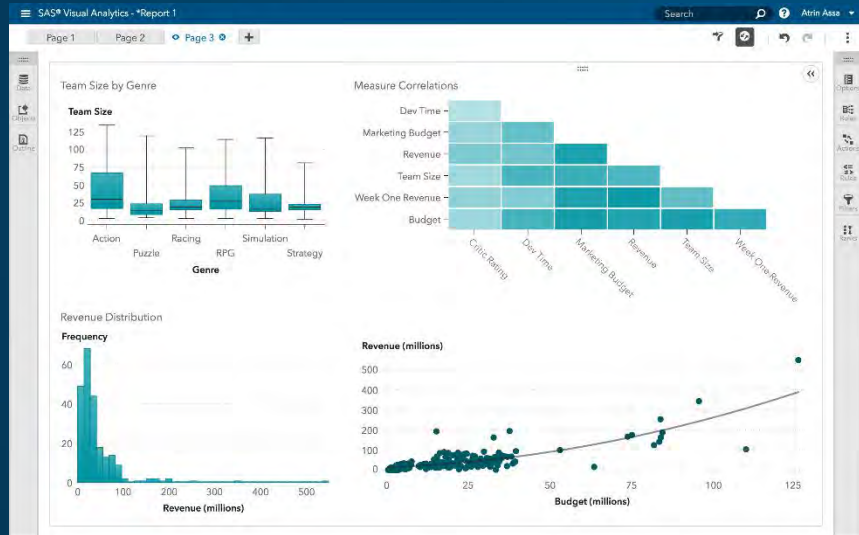 SAS® Visual Analytics - *Report 1
Search
Atrin Assa
Page 1
Page 2
Page 3
Data
Objects
Outline
Options
Roles
Actions
Rules
Filters
Ranks
Team Size by Genre
Team Size
125
100
75
50
25
0
Action
Puzzle
Racing
RPG
Simulation
Strategy
Genre
Measure Correlations
Dev Time
Marketing Budget
Revenue
Team Size
Week One Revenue
Budget
Critic Rating
Dev Time
Marketing Budget
Revenue
Team Size
Week One Revenue
Revenue Distribution
Frequency
60
40
20
0
0 100 200 300 400 500
Revenue (millions)
Revenue (millions)
500
400
300
200
100
0
0 25 50 75 100 125
Budget (millions)